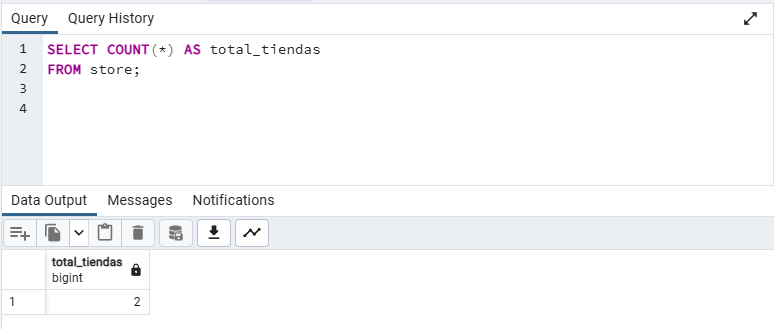 Query Query History
1 SELECT COUNT(*) AS total_tiendas
2 FROM store;
3
4
Data Output Messages Notifications
total_tiendas
bigint
1 2